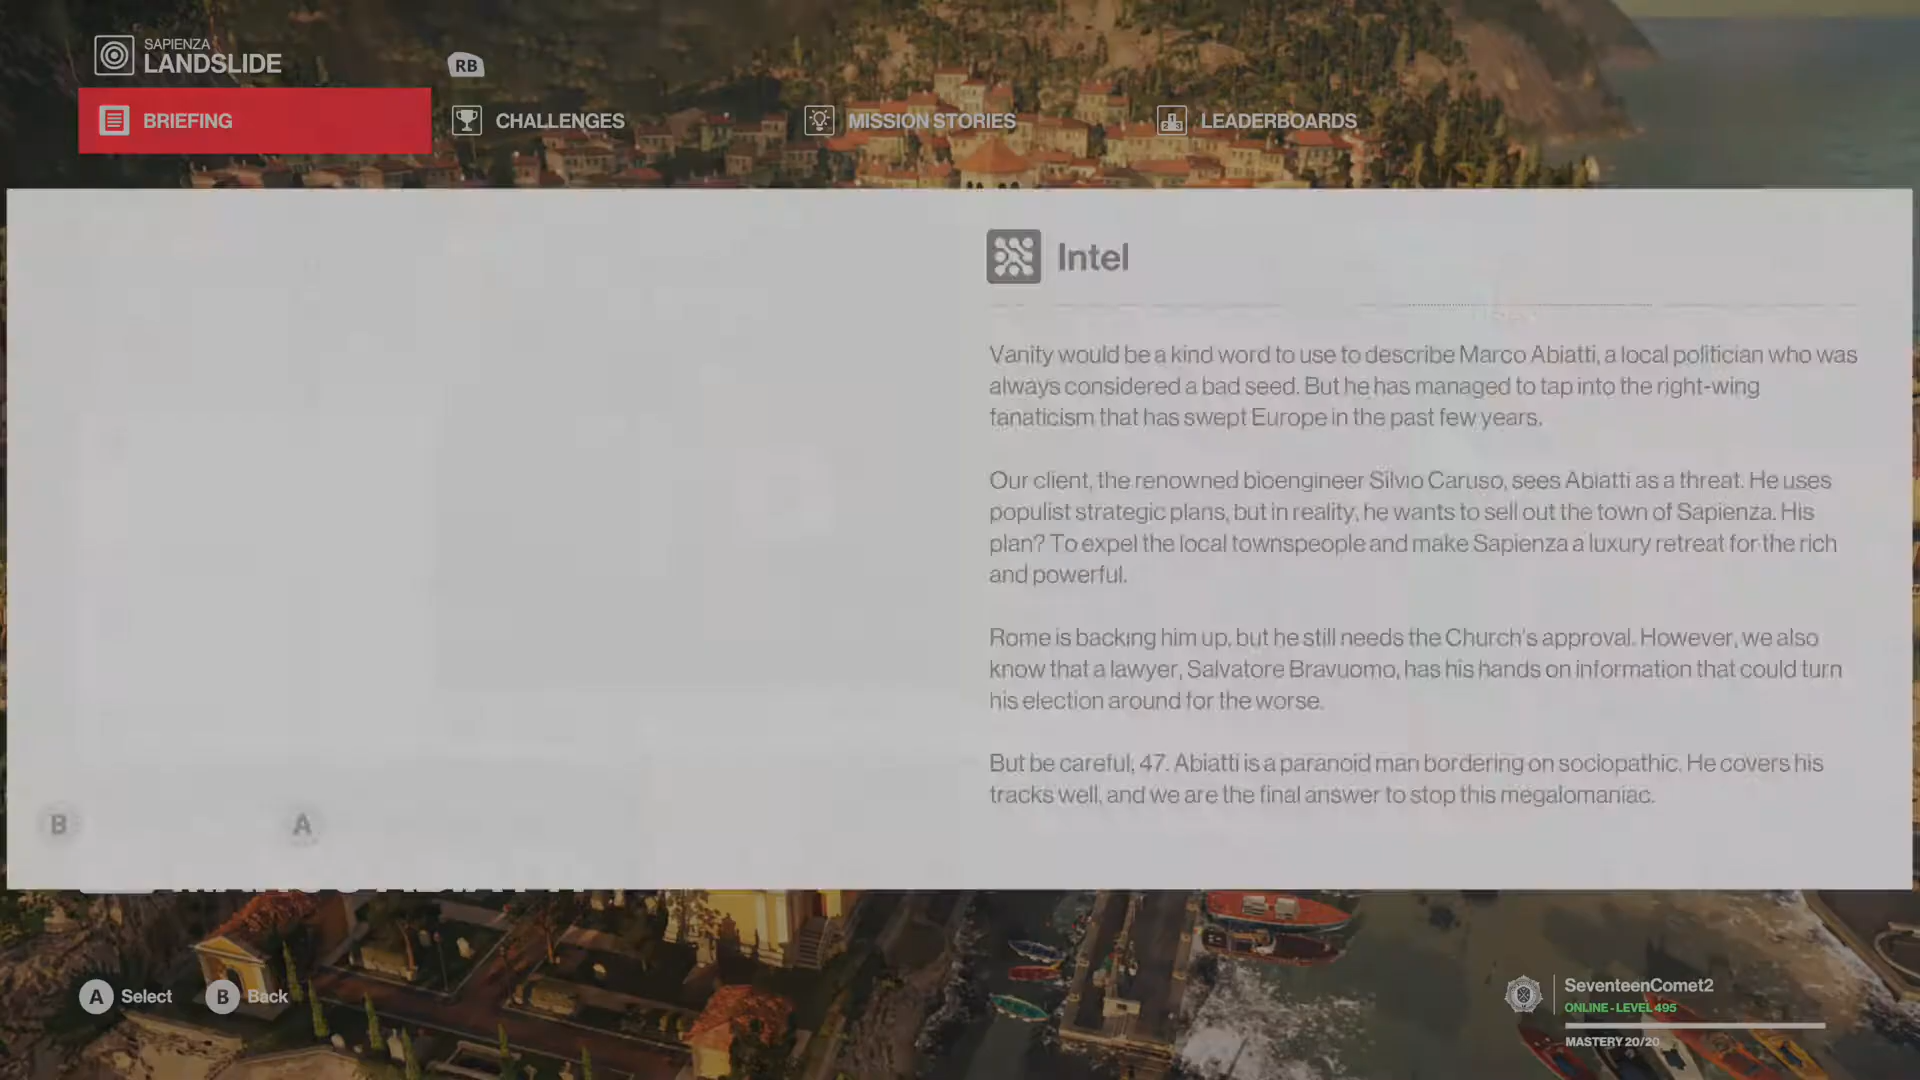 SAPIENZA
LANDSLIDE
RB
BRIEFING
CHALLENGES
MISSION STORIES
LEADERBOARDS
Intel
Vanity would be a kind word to use to describe Marco Abiatti, a local politician who was
always considered a bad seed. But he has managed to tap into the right-wing
fanaticism that has swept Europe in the past few years.
Our client, the renowned bioengineer Silvio Caruso, sees Abiatti as a threat. He uses
populist strategic plans, but in reality, he wants to sell out the town of Sapienza. His
plan? To expel the local townspeople and make Sapienza a luxury retreat for the rich
and powerful.
Rome is backing him up, but he still needs the Church's approval. However, we also
know that a lawyer, Salvatore Bravuomo, has his hands on information that could turn
his election around for the worse.
But be careful, 47. Abiatti is a paranoid man bordering on sociopathic. He covers his
tracks well, and we are the final answer to stop this megalomaniac.
B
A
A Select
B Back
SeventeenComet2
ONLINE - LEVEL 495
MASTERY 20/20